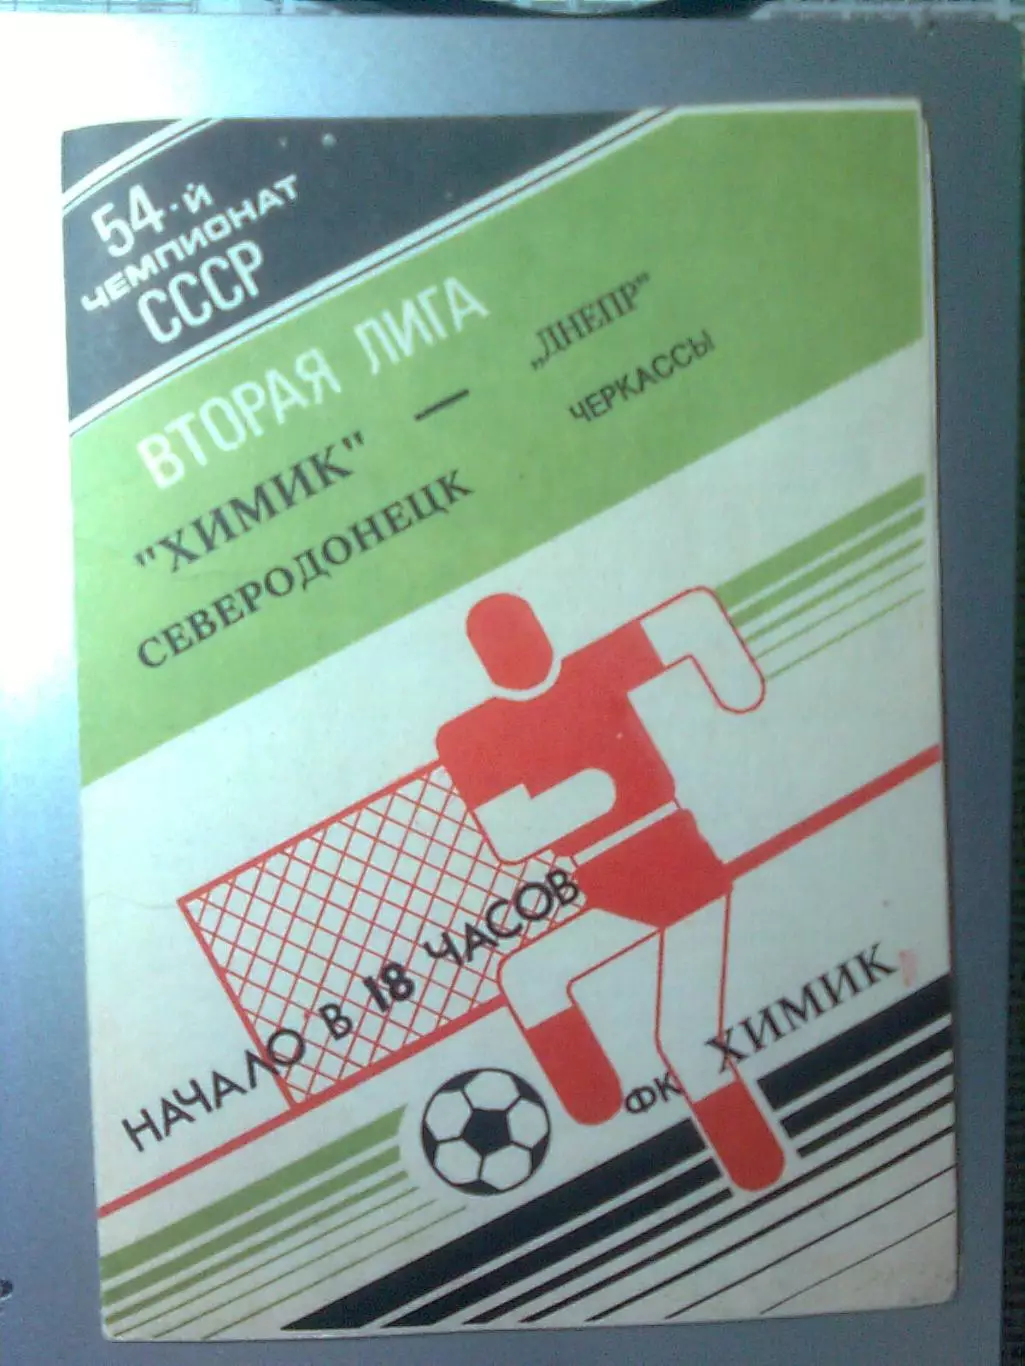 54-й
ЧЕМПИОНАТ
СССР
ВТОРАЯ ЛИГА
"ХИМИК" — „ДНЕПР"
СЕВЕРОДОНЕЦК ЧЕРКАССЫ
НАЧАЛО В 18 ЧАСОВ
ФК ХИМИК